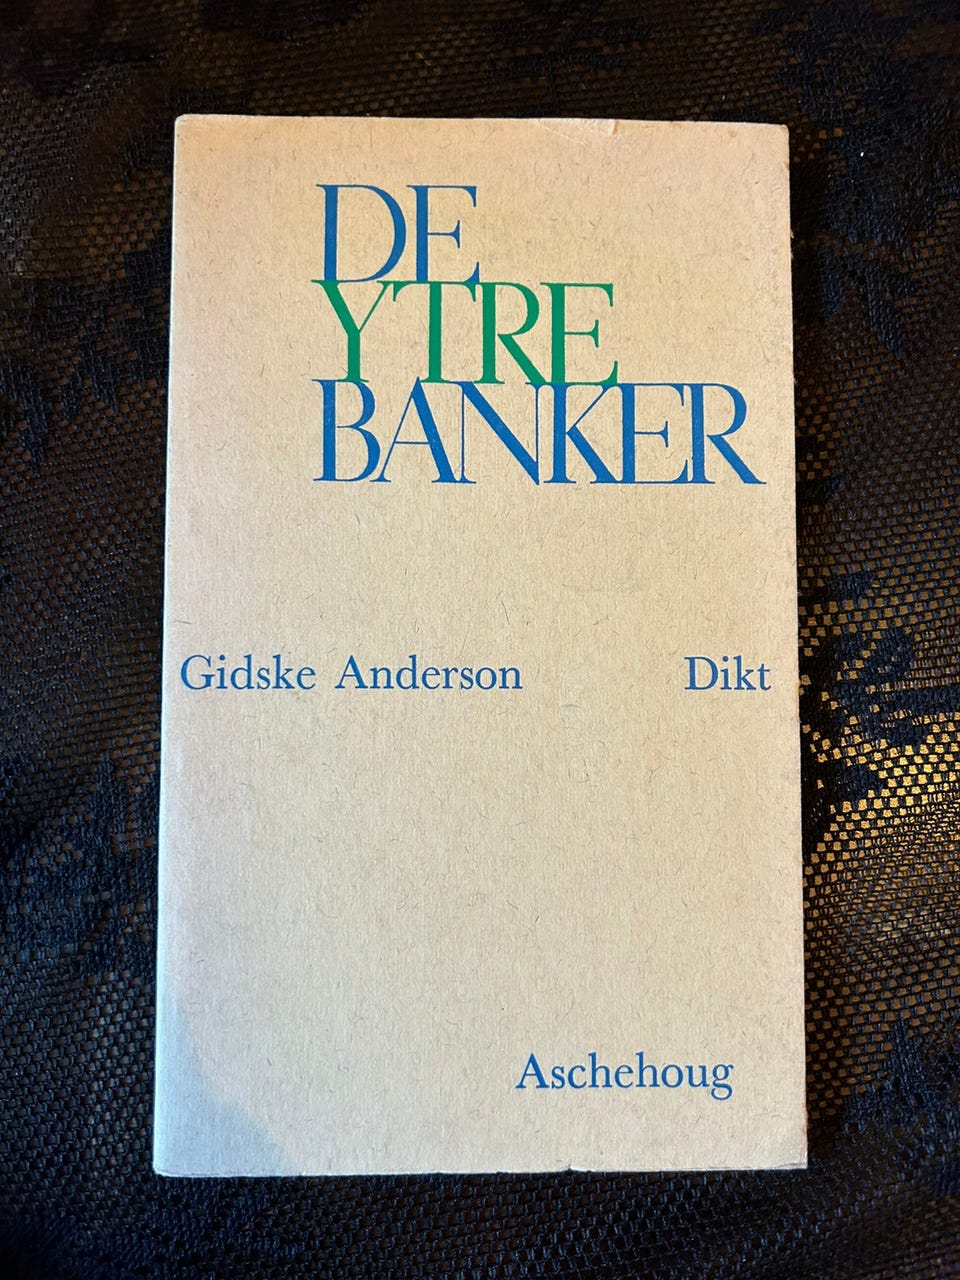 DE
YTRE
BANKER
Gidske Anderson Dikt
Aschehoug